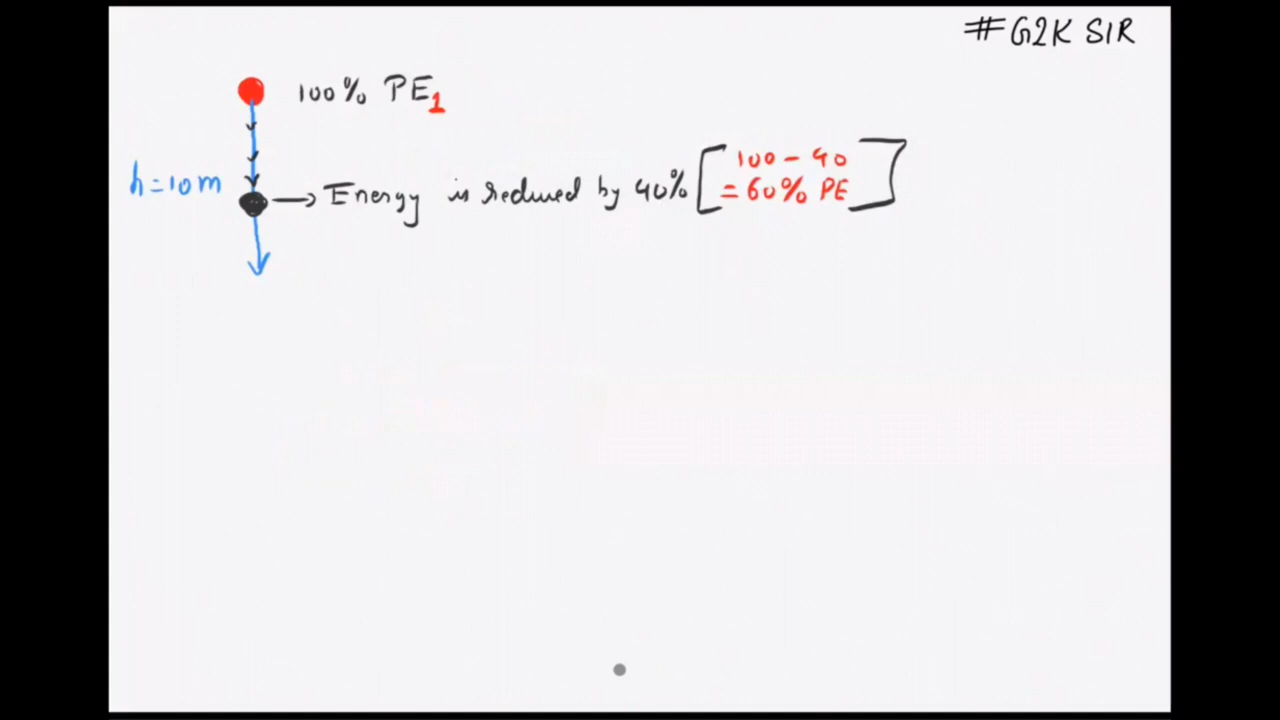 #G2K SIR
100% PE1
h=10m
Energy is reduced by 40% [100 - 40
= 60% PE]